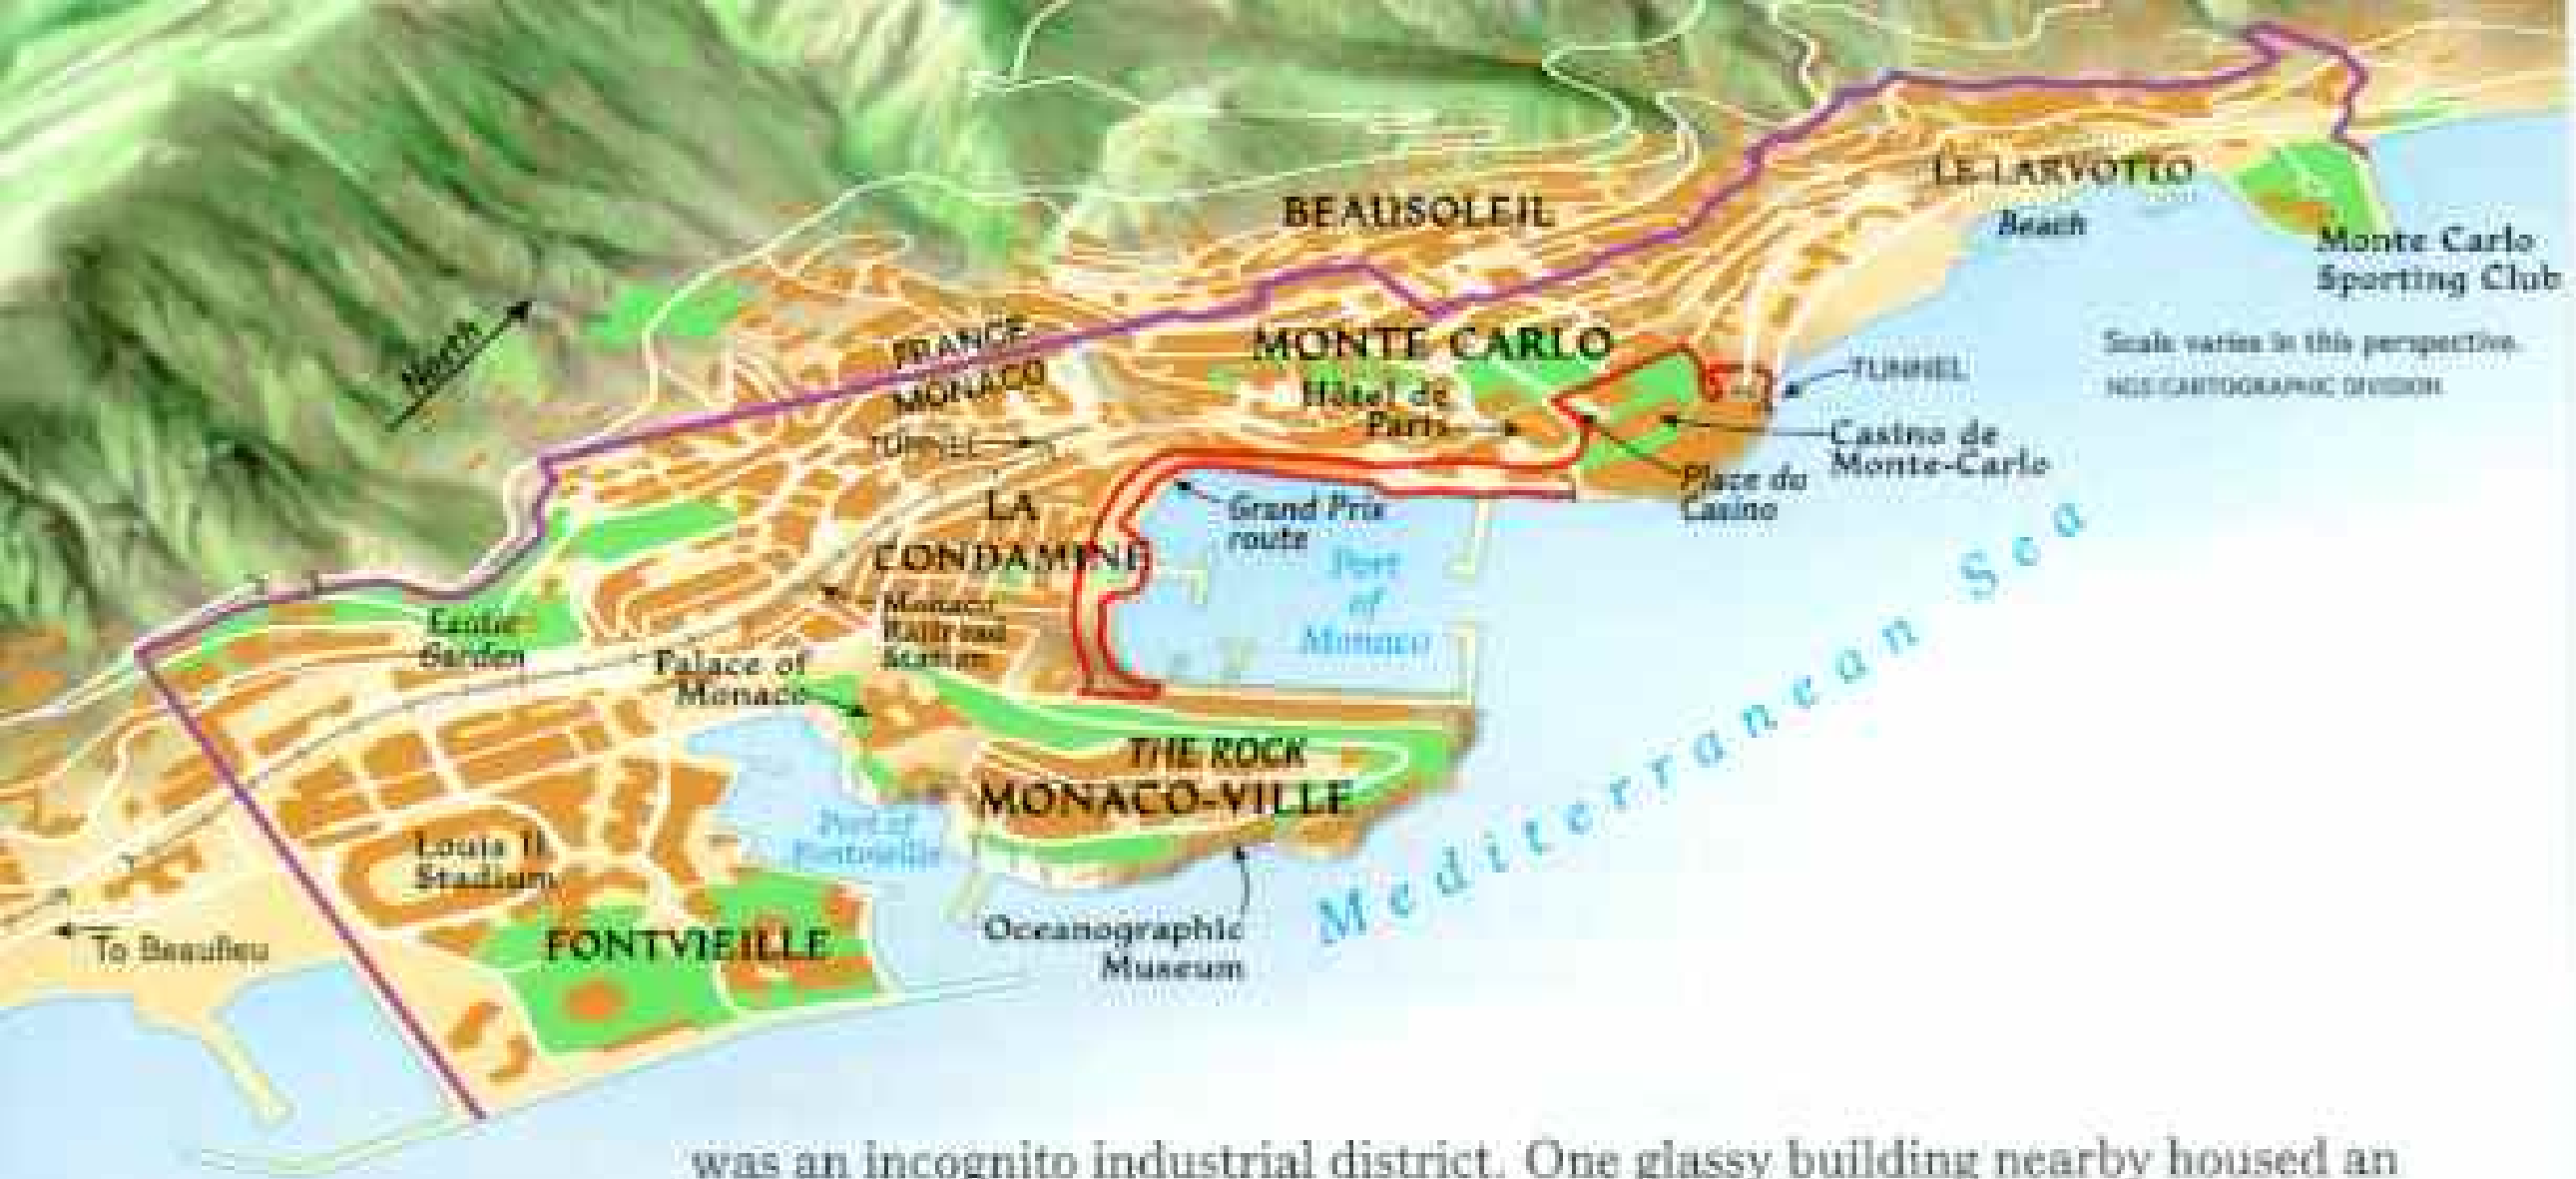 BEAUSOLEIL
LE LARVOTTO
Beach
Monte Carlo
Sporting Club
North
FRANCE
MONACO
MONTE CARLO
Scale varies in this perspective.
NGS CARTOGRAPHIC DIVISION
Hôtel de
Paris
TUNNEL
TUNNEL
Casino de
Monte-Carlo
Place du
Casino
LA
CONDAMINE
Grand Prix
route
Port
of
Monaco
Mediterranean Sea
Exotic
Garden
Monaco
Railroad
Station
Palace of
Monaco
THE ROCK
MONACO-VILLE
Port of
Fontvieille
Louis II
Stadium
FONTVIEILLE
To Beaulieu
Oceanographic
Museum
was an incognito industrial district. One glassy building nearby housed an